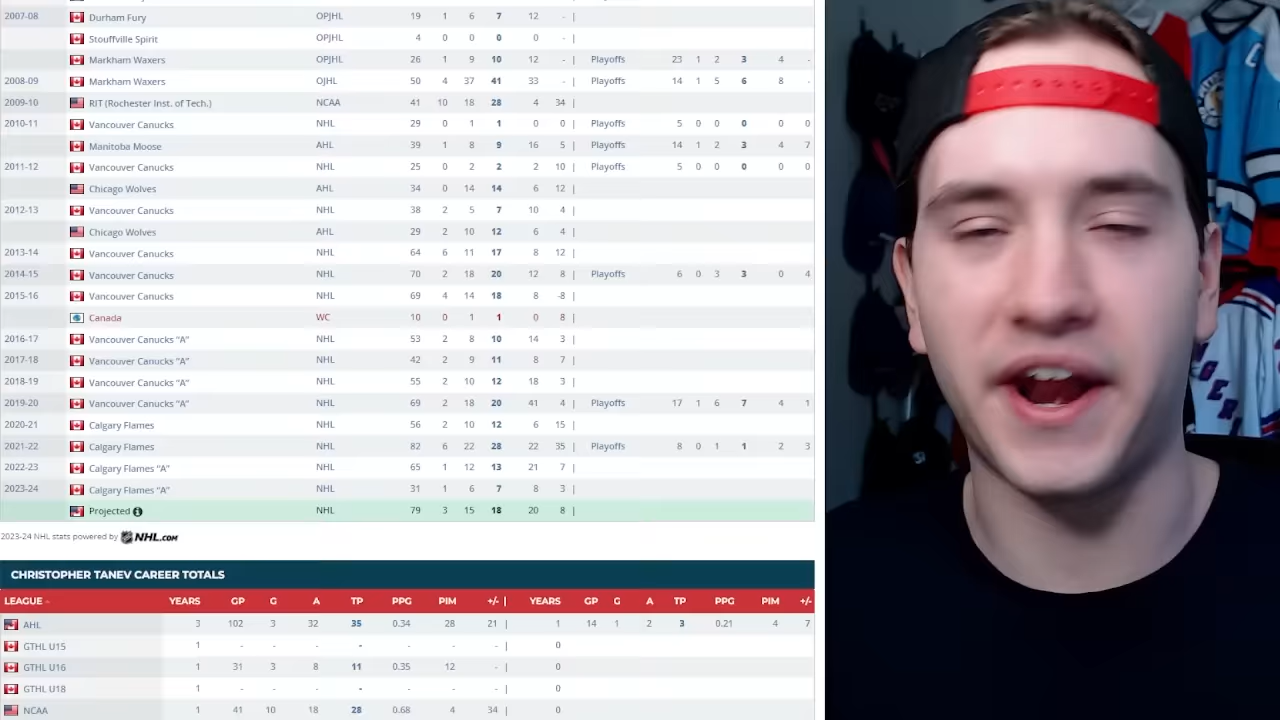 2007-08 Durham Fury OPJHL 19 1 6 7 12 - |
Stouffville Spirit OPJHL 4 0 0 0 0 - |
Markham Waxers OPJHL 26 1 9 10 12 - | Playoffs 23 1 2 3 4 -
2008-09 Markham Waxers OJHL 50 4 37 41 33 - | Playoffs 14 1 5 6 8 -
2009-10 RIT (Rochester Inst. of Tech.) NCAA 41 10 18 28 4 34 |
2010-11 Vancouver Canucks NHL 29 0 1 1 0 0 | Playoffs 5 0 0 0 0 0
Manitoba Moose AHL 39 1 8 9 16 5 | Playoffs 14 1 2 3 4 7
2011-12 Vancouver Canucks NHL 25 0 2 2 2 10 | Playoffs 5 0 0 0 0 0
Chicago Wolves AHL 34 0 14 14 6 12 |
2012-13 Vancouver Canucks NHL 38 2 5 7 10 4 |
Chicago Wolves AHL 29 2 10 12 6 4 |
2013-14 Vancouver Canucks NHL 64 6 11 17 8 12 |
2014-15 Vancouver Canucks NHL 70 2 18 20 12 8 | Playoffs 6 0 3 3 0 4
2015-16 Vancouver Canucks NHL 69 4 14 18 8 -8 |
Canada WC 10 0 1 1 0 8 |
2016-17 Vancouver Canucks "A" NHL 53 2 8 10 14 3 |
2017-18 Vancouver Canucks "A" NHL 42 2 9 11 8 7 |
2018-19 Vancouver Canucks "A" NHL 55 2 10 12 18 3 |
2019-20 Vancouver Canucks "A" NHL 69 2 18 20 41 4 | Playoffs 17 1 6 7 4 1
2020-21 Calgary Flames NHL 56 2 10 12 6 15 |
2021-22 Calgary Flames NHL 82 6 22 28 22 35 | Playoffs 8 0 1 1 2 3
2022-23 Calgary Flames "A" NHL 65 1 12 13 21 7 |
2023-24 Calgary Flames "A" NHL 31 1 6 7 8 3 |
Projected NHL 79 3 15 18 20 8 |
2023-24 NHL stats powered by NHL.COM
CHRISTOPHER TANEV CAREER TOTALS
LEAGUE YEARS GP G A TP PPG PIM +/- | YEARS GP G A TP PPG PIM +/-
AHL 3 102 3 32 35 0.34 28 21 | 1 14 1 2 3 0.21 4 7
GTHL U15 1 - - - - - - | 0
GTHL U16 1 31 3 8 11 0.35 12 - | 0
GTHL U18 1 - - - - - - | 0
NCAA 1 41 10 18 28 0.68 4 34 | 0